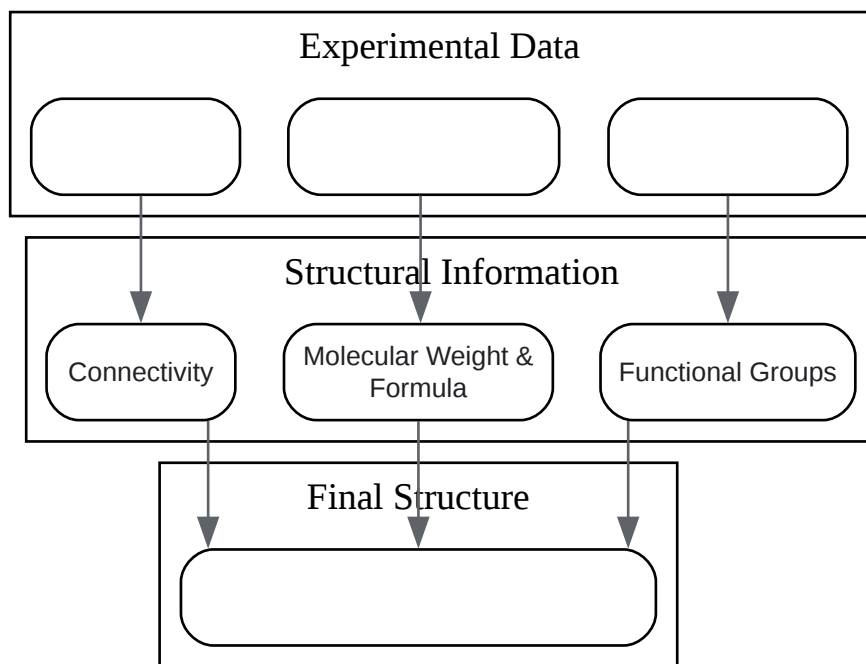 Experimental Data
Structural Information
Connectivity
Molecular Weight &
Formula
Functional Groups
Final Structure